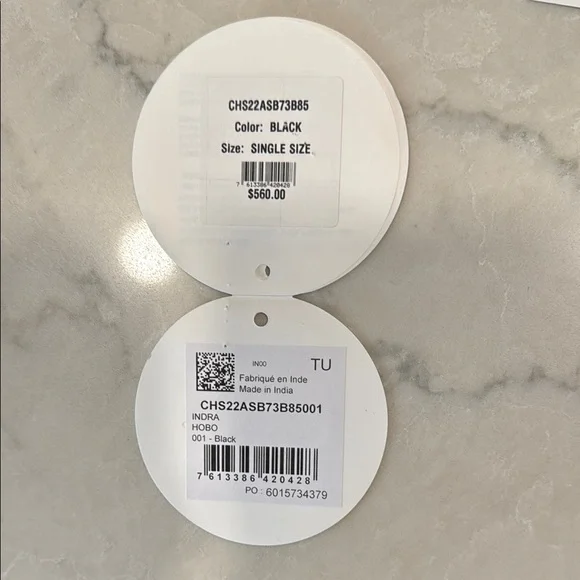 CHS22ASB73B85
Color: BLACK
Size: SINGLE SIZE
7 613386 420428
$560.00
IN00
TU
Fabriqué en Inde
Made in India
CHS22ASB73B85001
INDRA
HOBO
001 - Black
7 613386 420428
PO : 6015734379